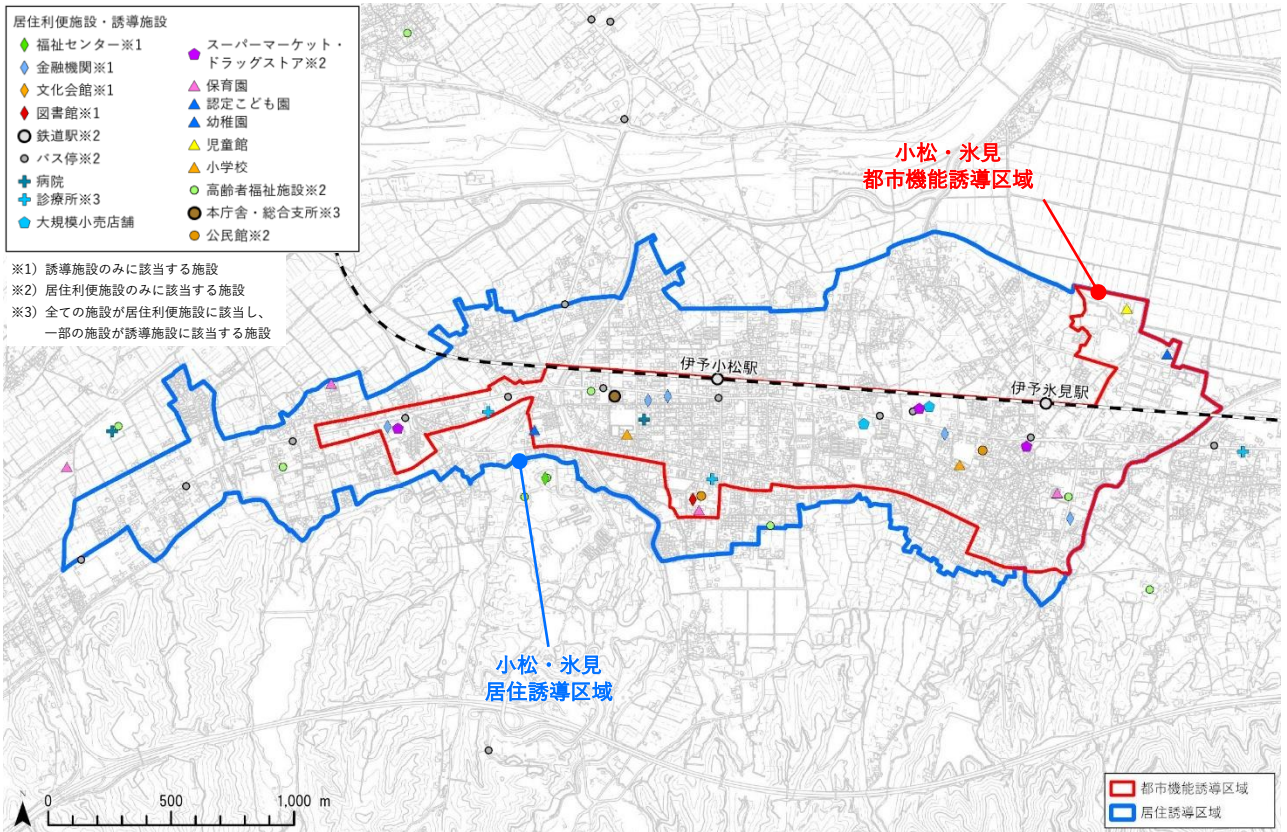 居住利便施設・誘導施設
福祉センター※1
金融機関※1
文化会館※1
図書館※1
鉄道駅※2
バス停※2
病院
診療所※3
大規模小売店舗
スーパーマーケット・
ドラッグストア※2
保育園
認定こども園
幼稚園
児童館
小学校
高齢者福祉施設※2
本庁舎・総合支所※3
公民館※2
※1）誘導施設のみに該当する施設
※2）居住利便施設のみに該当する施設
※3）全ての施設が居住利便施設に該当し、
一部の施設が誘導施設に該当する施設
小松・氷見
都市機能誘導区域
伊予小松駅
伊予氷見駅
小松・氷見
居住誘導区域
N
0 500 1,000 m
都市機能誘導区域
居住誘導区域